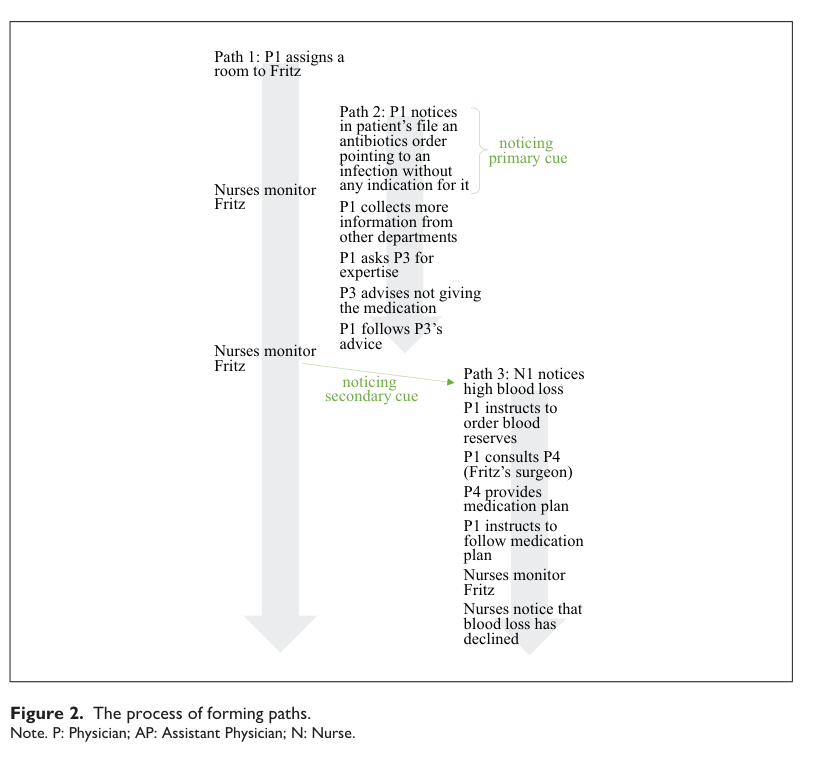 Path 1: P1 assigns a
room to Fritz
Path 2: P1 notices
in patient's file an
antibiotics order
pointing to an
infection without
any indication for it
noticing
primary cue
Nurses monitor
Fritz
P1 collects more
information from
other departments
P1 asks P3 for
expertise
P3 advises not giving
the medication
P1 follows P3's
advice
Nurses monitor
Fritz
noticing
secondary cue
Path 3: N1 notices
high blood loss
P1 instructs to
order blood
reserves
P1 consults P4
(Fritz's surgeon)
P4 provides
medication plan
P1 instructs to
follow medication
plan
Nurses monitor
Fritz
Nurses notice that
blood loss has
declined
Figure 2. The process of forming paths.
Note. P: Physician; AP: Assistant Physician; N: Nurse.